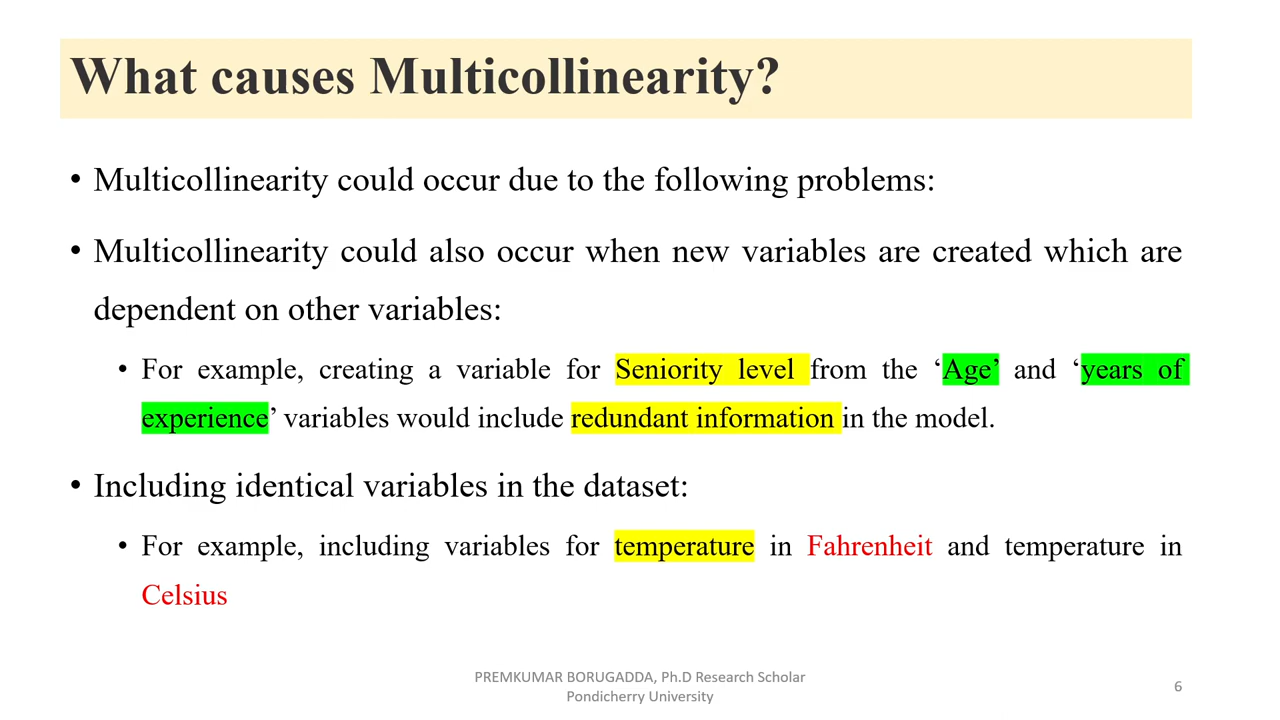 What causes Multicollinearity?
• Multicollinearity could occur due to the following problems:
• Multicollinearity could also occur when new variables are created which are
dependent on other variables:
• For example, creating a variable for Seniority level from the ‘Age’ and ‘years of
experience’ variables would include redundant information in the model.
• Including identical variables in the dataset:
• For example, including variables for temperature in Fahrenheit and temperature in
Celsius
PREMKUMAR BORUGADDA, Ph.D Research Scholar
Pondicherry University
6